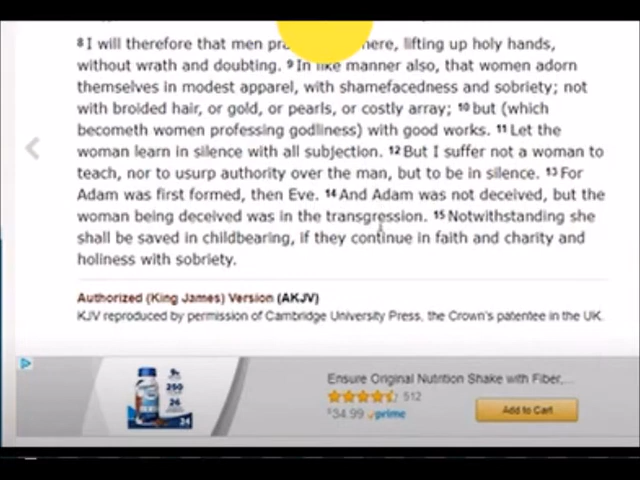 8 I will therefore that men pra here, lifting up holy hands,
without wrath and doubting. 9 In like manner also, that women adorn
themselves in modest apparel, with shamefacedness and sobriety; not
with broided hair, or gold, or pearls, or costly array; 10 but (which
becometh women professing godliness) with good works. 11 Let the
woman learn in silence with all subjection. 12 But I suffer not a woman to
teach, nor to usurp authority over the man, but to be in silence. 13 For
Adam was first formed, then Eve. 14 And Adam was not deceived, but the
woman being deceived was in the transgression. 15 Notwithstanding she
shall be saved in childbearing, if they continue in faith and charity and
holiness with sobriety.
Authorized (King James) Version (AKJV)
KJV reproduced by permission of Cambridge University Press, the Crown's patentee in the UK.
Ensure Original Nutrition Shake with Fiber,...
512
$34.99 prime
Add to Cart
250
26
24